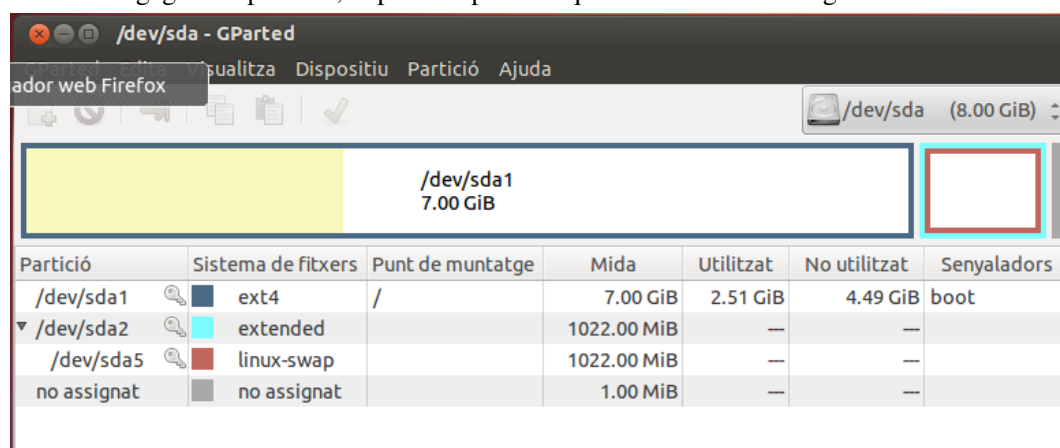 /dev/sda - GParted
Edita Visualitza Dispositiu Partició Ajuda
ador web Firefox
/dev/sda (8.00 GiB)
/dev/sda1
7.00 GiB
Partició Sistema de fitxers Punt de muntatge Mida Utilitzat No utilitzat Senyaladors
/dev/sda1 ext4 / 7.00 GiB 2.51 GiB 4.49 GiB boot
/dev/sda2 extended 1022.00 MiB --- ---
/dev/sda5 linux-swap 1022.00 MiB --- ---
no assignat no assignat 1.00 MiB --- ---